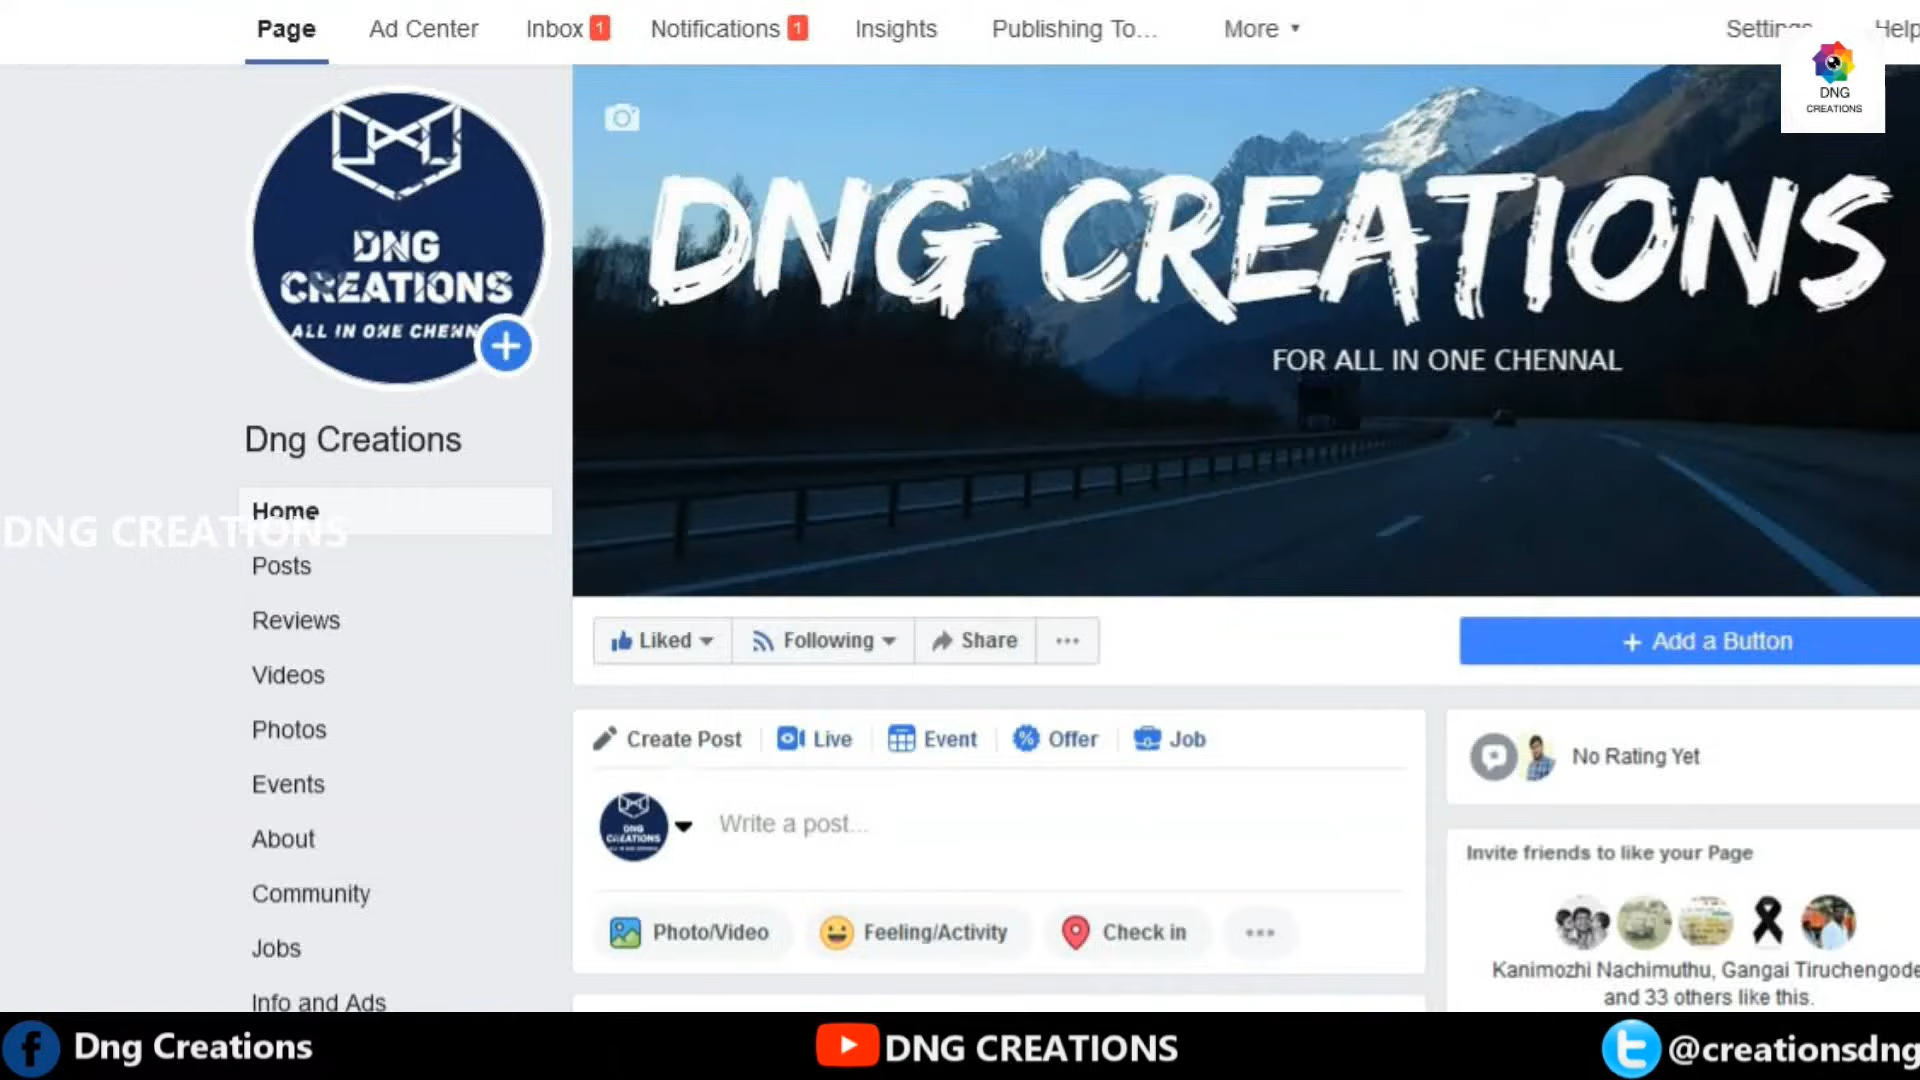 Page Ad Center Inbox 1 Notifications 1 Insights Publishing To... More Settings Help
DNG
CREATIONS
DNG
CREATIONS
ALL IN ONE CHENN
DNG CREATIONS
FOR ALL IN ONE CHENNAL
Dng Creations
Home
DNG CREATIONS
Posts
Reviews
Videos
Photos
Events
About
Community
Jobs
Info and Ads
Liked Following Share ...
+ Add a Button
Create Post Live Event Offer Job
DNG
CREATIONS
Write a post...
Photo/Video Feeling/Activity Check in ...
No Rating Yet
Invite friends to like your Page
Kanimozhi Nachimuthu, Gangai Tiruchengode
and 33 others like this.
Dng Creations DNG CREATIONS @creationsdng